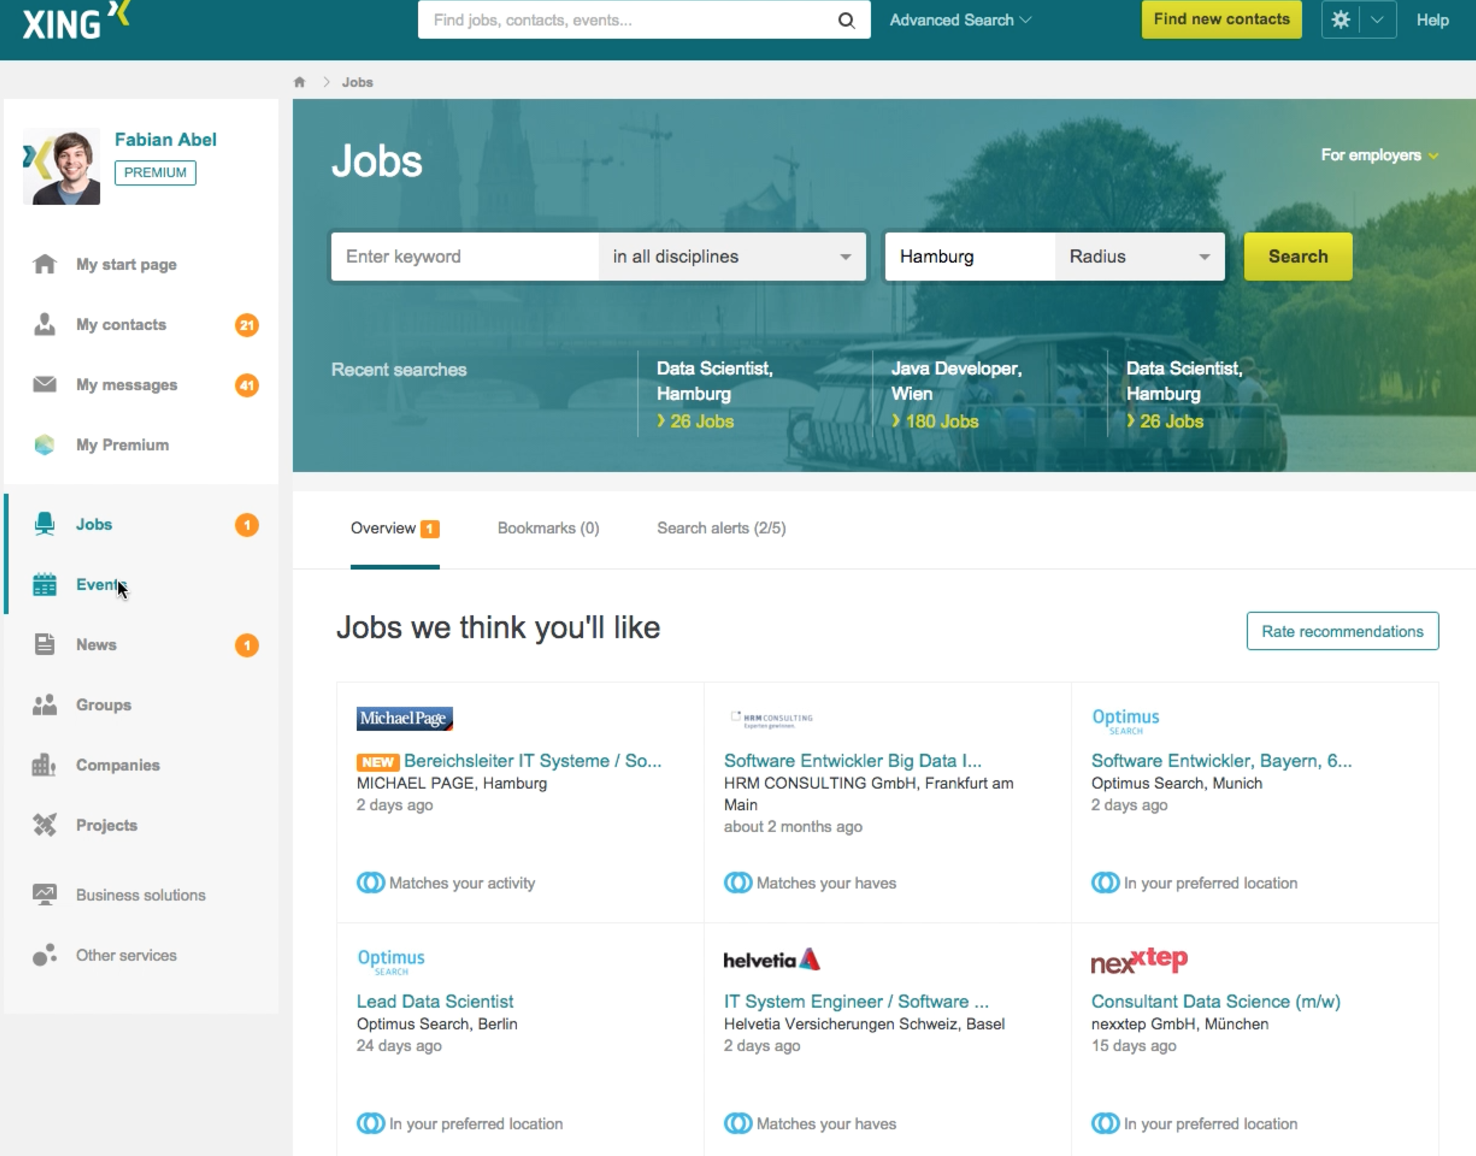 XING
Find jobs, contacts, events...
Advanced Search
Find new contacts
Help
Jobs
Fabian Abel
PREMIUM
My start page
My contacts 21
My messages 41
My Premium
Jobs 1
Events
News 1
Groups
Companies
Projects
Business solutions
Other services
Jobs
For employers
Enter keyword
in all disciplines
Hamburg
Radius
Search
Recent searches
Data Scientist,
Hamburg
26 Jobs
Java Developer,
Wien
180 Jobs
Data Scientist,
Hamburg
26 Jobs
Overview 1
Bookmarks (0)
Search alerts (2/5)
Jobs we think you'll like
Rate recommendations
Michael Page
NEW Bereichsleiter IT Systeme / So...
MICHAEL PAGE, Hamburg
2 days ago
Matches your activity
HRM CONSULTING
Experten gewinnen.
Software Entwickler Big Data I...
HRM CONSULTING GmbH, Frankfurt am
Main
about 2 months ago
Matches your haves
Optimus
SEARCH
Software Entwickler, Bayern, 6...
Optimus Search, Munich
2 days ago
In your preferred location
Optimus
SEARCH
Lead Data Scientist
Optimus Search, Berlin
24 days ago
In your preferred location
helvetia
IT System Engineer / Software ...
Helvetia Versicherungen Schweiz, Basel
2 days ago
Matches your haves
nexxtep
Consultant Data Science (m/w)
nexxtep GmbH, München
15 days ago
In your preferred location